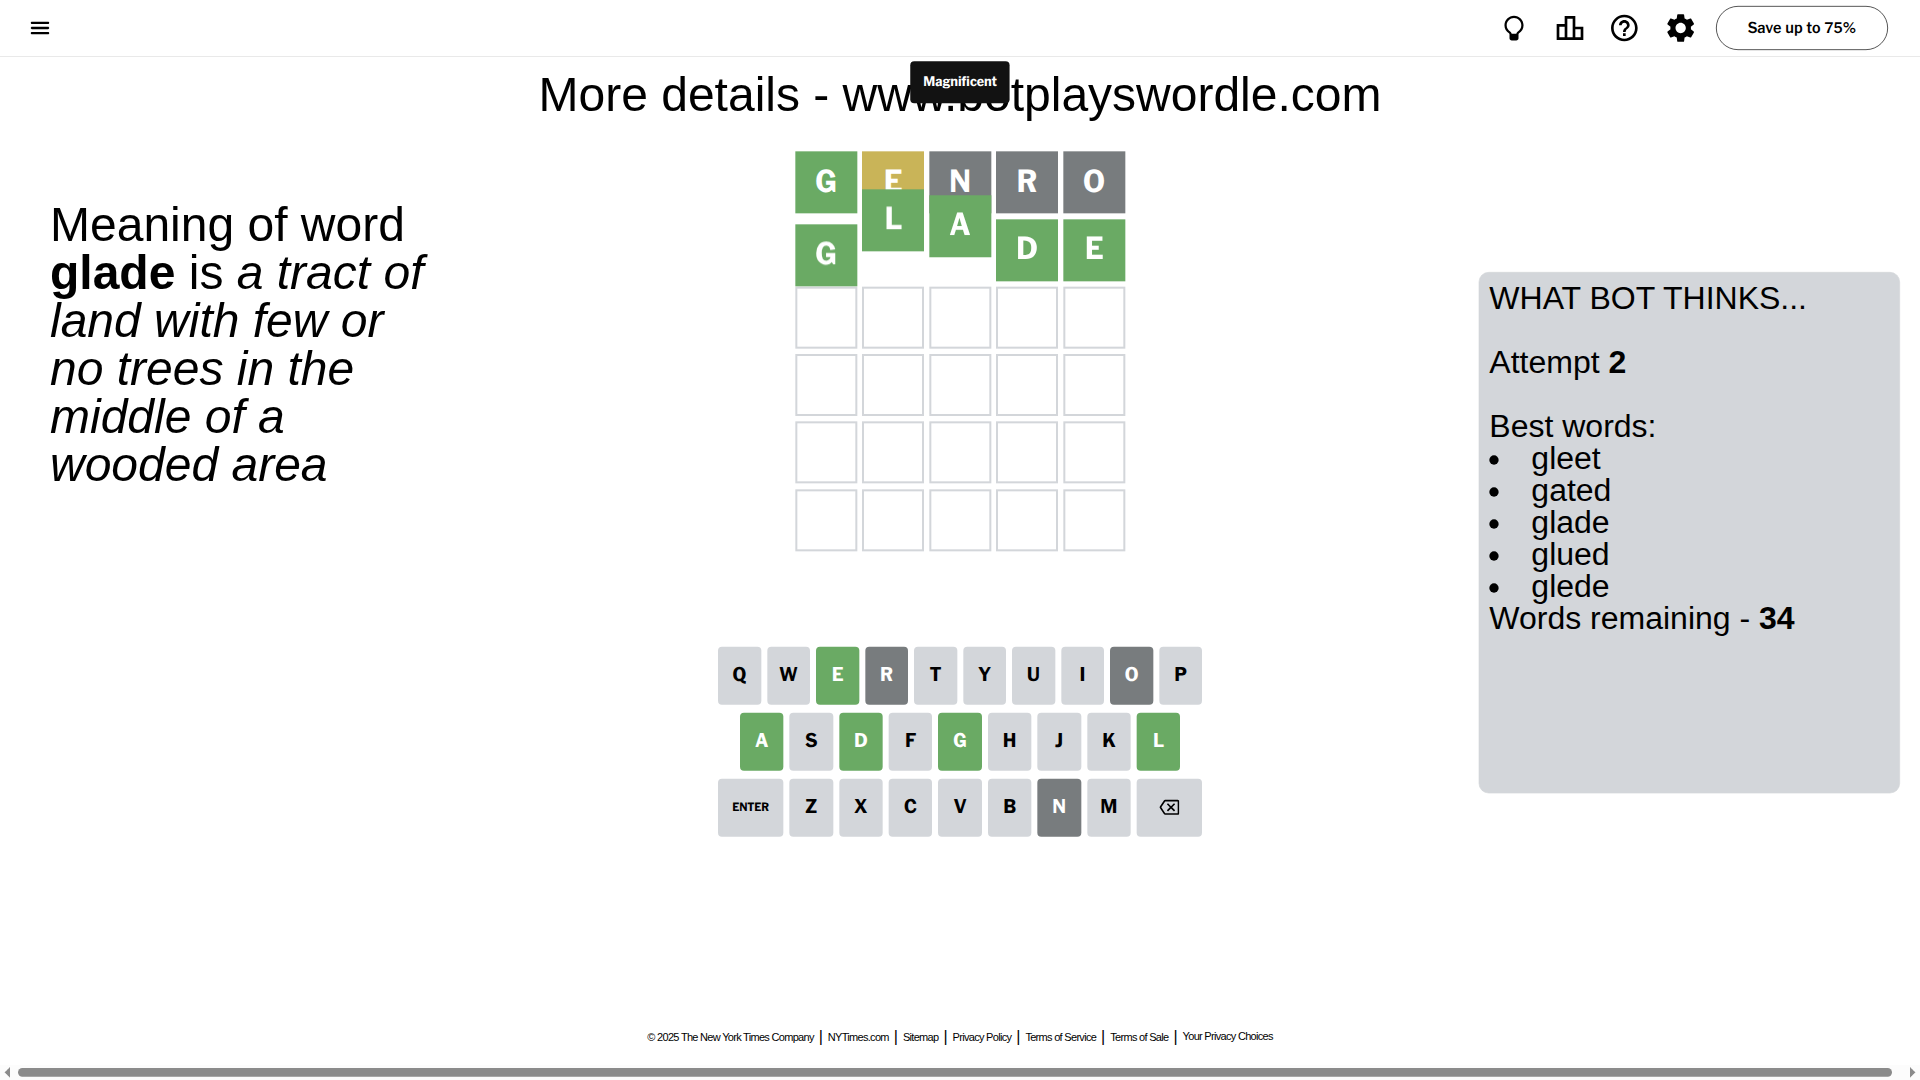 Save up to 75%
Magnificent
More details - www.botplayswordle.com
GENRO
GLADE
Meaning of word
glade is a tract of
land with few or
no trees in the
middle of a
wooded area
WHAT BOT THINKS...
Attempt 2
Best words:
• gleet
• gated
• glade
• glued
• glede
Words remaining - 34
Q W E R T Y U I O P
A S D F G H J K L
ENTER Z X C V B N M
© 2025 The New York Times Company | NYTimes.com | Sitemap | Privacy Policy | Terms of Service | Terms of Sale | Your Privacy Choices